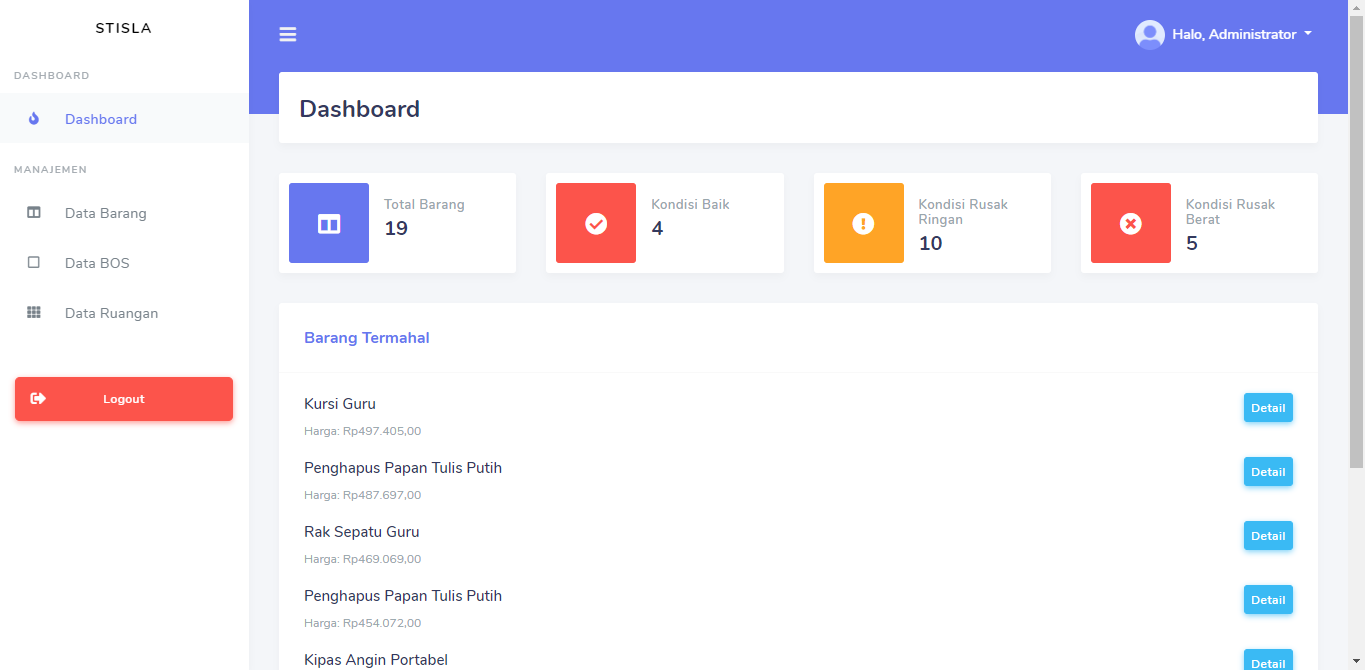 STISLA
Halo, Administrator
DASHBOARD
Dashboard
MANAJEMEN
Data Barang
Data BOS
Data Ruangan
Logout
Dashboard
Total Barang
19
Kondisi Baik
4
Kondisi Rusak
Ringan
10
Kondisi Rusak
Berat
5
Barang Termahal
Kursi Guru
Harga: Rp497.405,00
Detail
Penghapus Papan Tulis Putih
Harga: Rp487.697,00
Detail
Rak Sepatu Guru
Harga: Rp469.069,00
Detail
Penghapus Papan Tulis Putih
Harga: Rp454.072,00
Detail
Kipas Angin Portabel
Detail